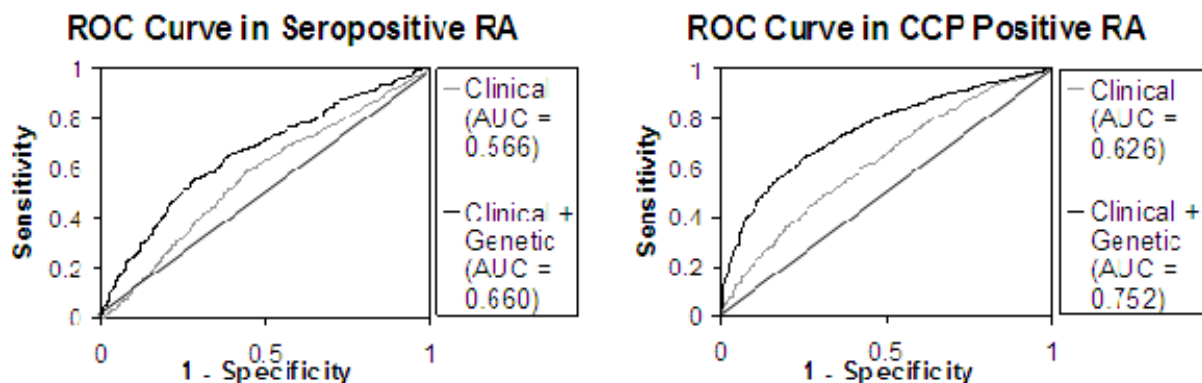 ROC Curve in Seropositive RA
1
0.8
0.6
0.4
0.2
0
Sensitivity
0
0.5
1
1 - Specificity
Clinical
(AUC =
0.566)
Clinical +
Genetic
(AUC =
0.660)
ROC Curve in CCP Positive RA
1
0.8
0.6
0.4
0.2
0
Sensitivity
0
0.5
1
1 - Specificity
Clinical
(AUC =
0.626)
Clinical +
Genetic
(AUC =
0.752)